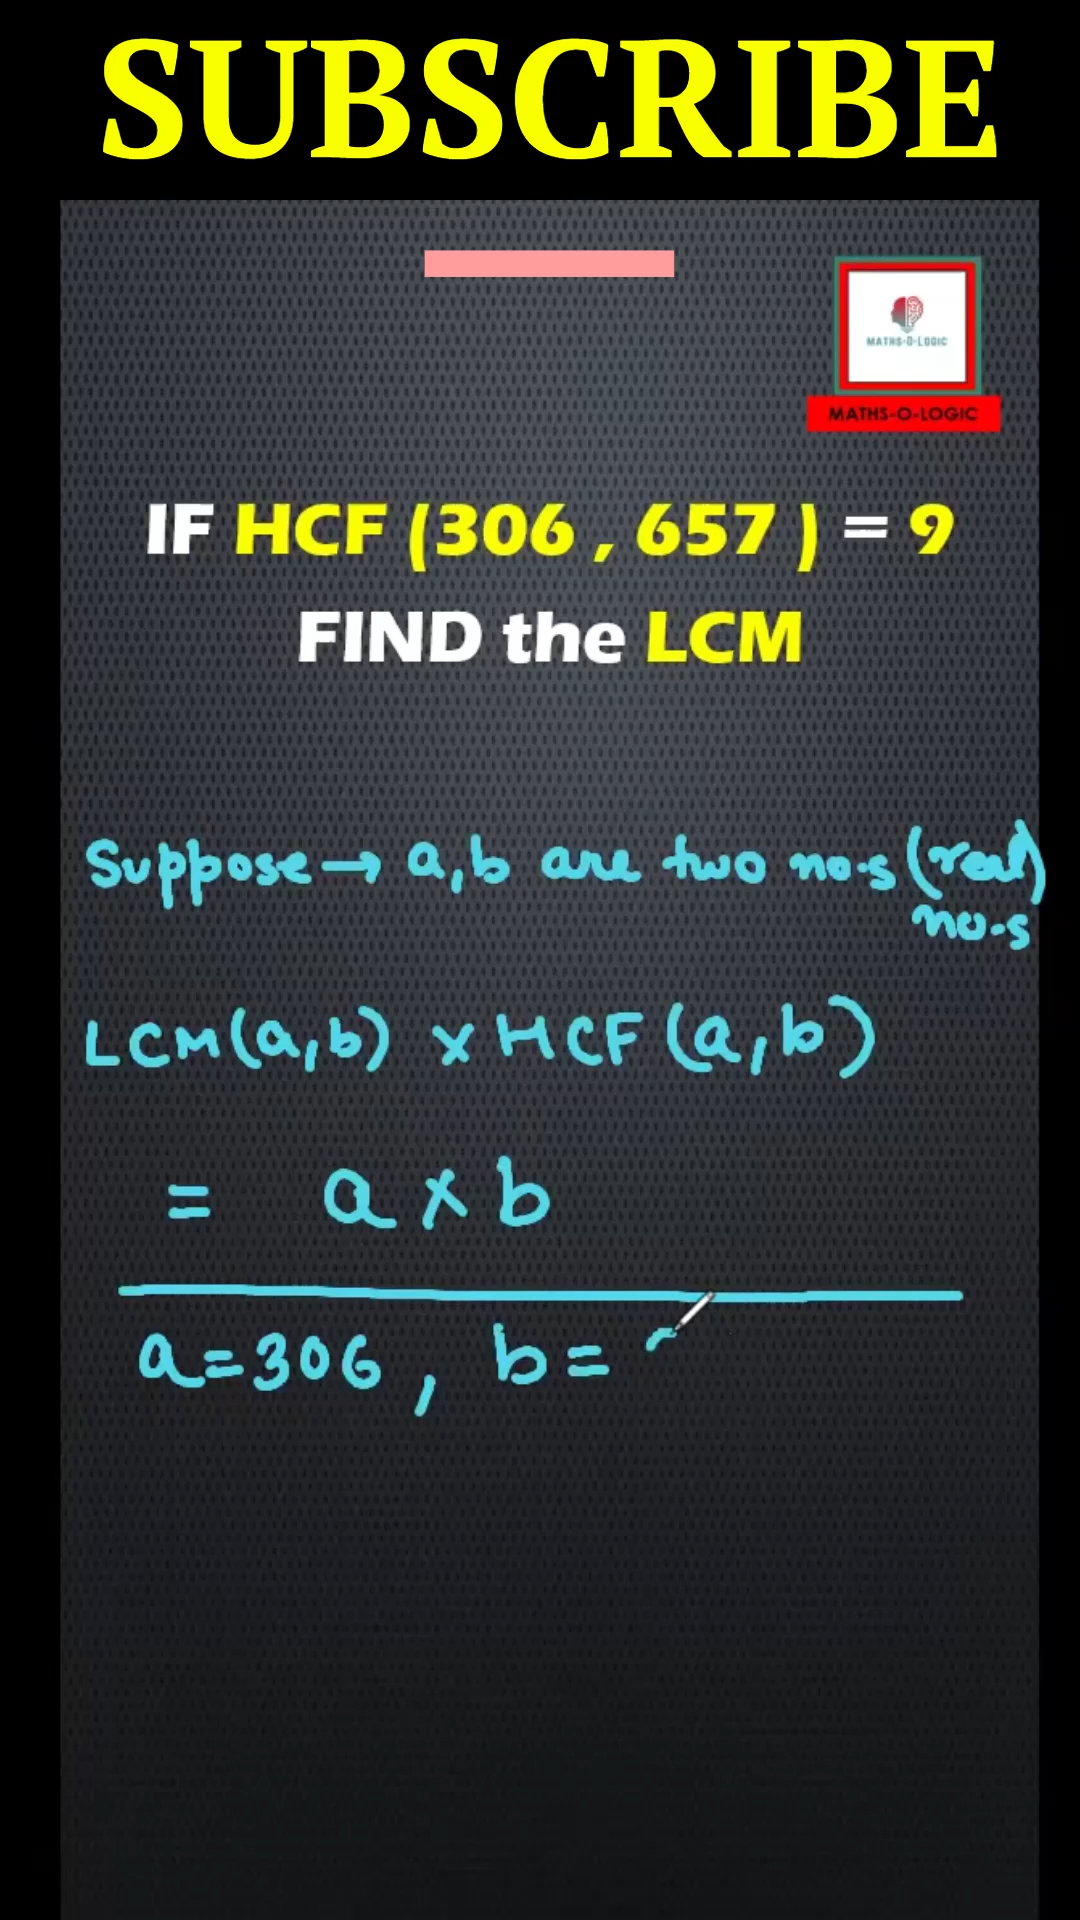 SUBSCRIBE
MATHS-O-LOGIC
MATHS-O-LOGIC
IF HCF (306 , 657 ) = 9
FIND the LCM
Suppose → a,b are two no.s (real)
no.s
LCM(a,b) × HCF(a,b)
= a × b
a=306 , b=